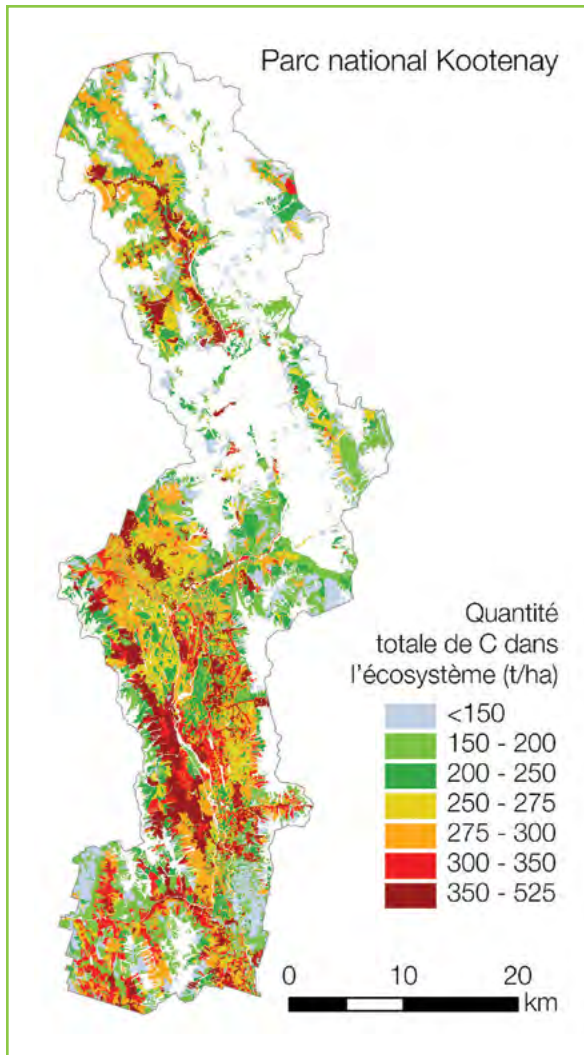 Parc national Kootenay
Quantité
totale de C dans
l'écosystème (t/ha)
<150
150 - 200
200 - 250
250 - 275
275 - 300
300 - 350
350 - 525
0 10 20
km